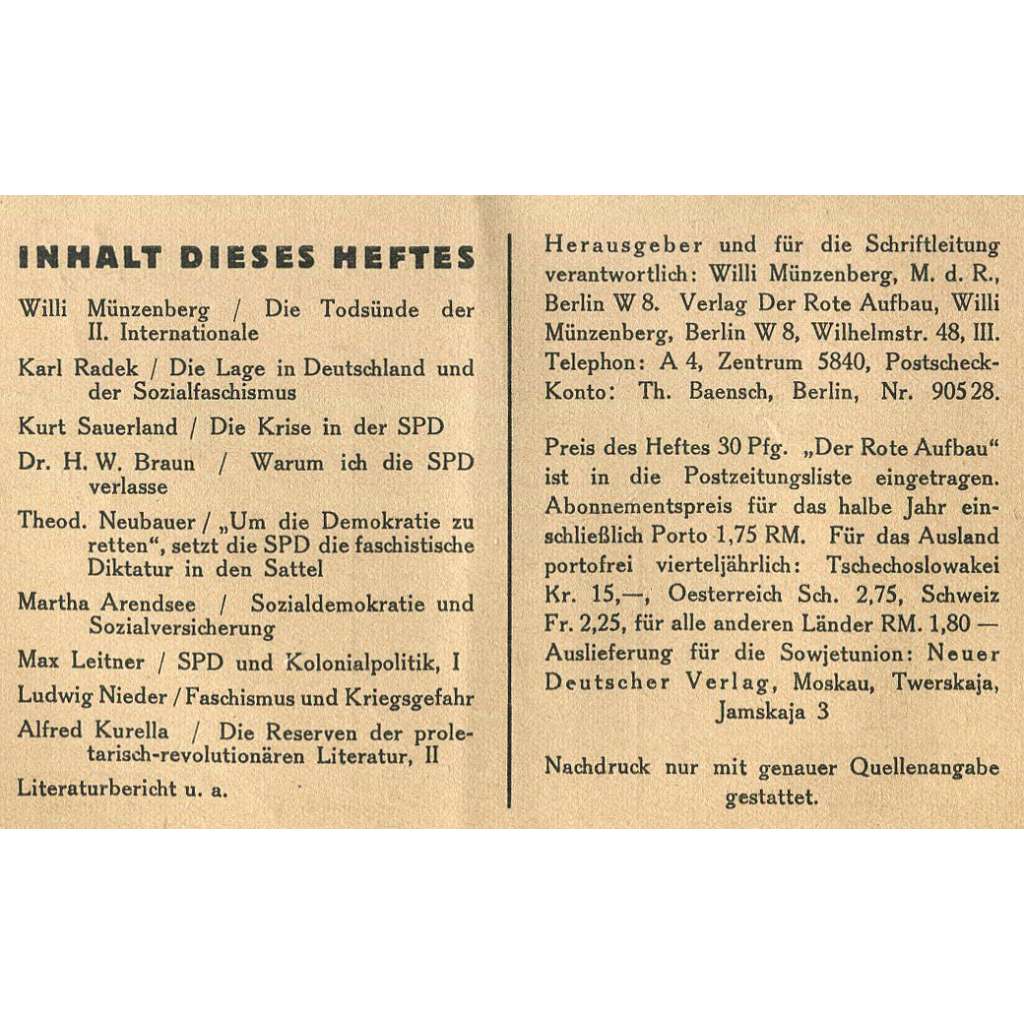 INHALT DIESES HEFTES
Willi Münzenberg / Die Todsünde der
II. Internationale
Karl Radek / Die Lage in Deutschland und
der Sozialfaschismus
Kurt Sauerland / Die Krise in der SPD
Dr. H. W. Braun / Warum ich die SPD
verlasse
Theod. Neubauer / „Um die Demokratie zu
retten“, setzt die SPD die faschistische
Diktatur in den Sattel
Martha Arendsee / Sozialdemokratie und
Sozialversicherung
Max Leitner / SPD und Kolonialpolitik, I
Ludwig Nieder / Faschismus und Kriegsgefahr
Alfred Kurella / Die Reserven der prole-
tarisch-revolutionären Literatur, II
Literaturbericht u. a.
Herausgeber und für die Schriftleitung
verantwortlich: Willi Münzenberg, M. d. R.,
Berlin W 8. Verlag Der Rote Aufbau, Willi
Münzenberg, Berlin W 8, Wilhelmstr. 48, III.
Telephon: A 4, Zentrum 5840, Postscheck-
Konto: Th. Baensch, Berlin, Nr. 905 28.
Preis des Heftes 30 Pfg. „Der Rote Aufbau“
ist in die Postzeitungsliste eingetragen.
Abonnementspreis für das halbe Jahr ein-
schließlich Porto 1,75 RM. Für das Ausland
portofrei vierteljährlich: Tschechoslowakei
Kr. 15,—, Oesterreich Sch. 2,75, Schweiz
Fr. 2,25, für alle anderen Länder RM. 1,80 —
Auslieferung für die Sowjetunion: Neuer
Deutscher Verlag, Moskau, Twerskaja,
Jamskaja 3
Nachdruck nur mit genauer Quellenangabe
gestattet.